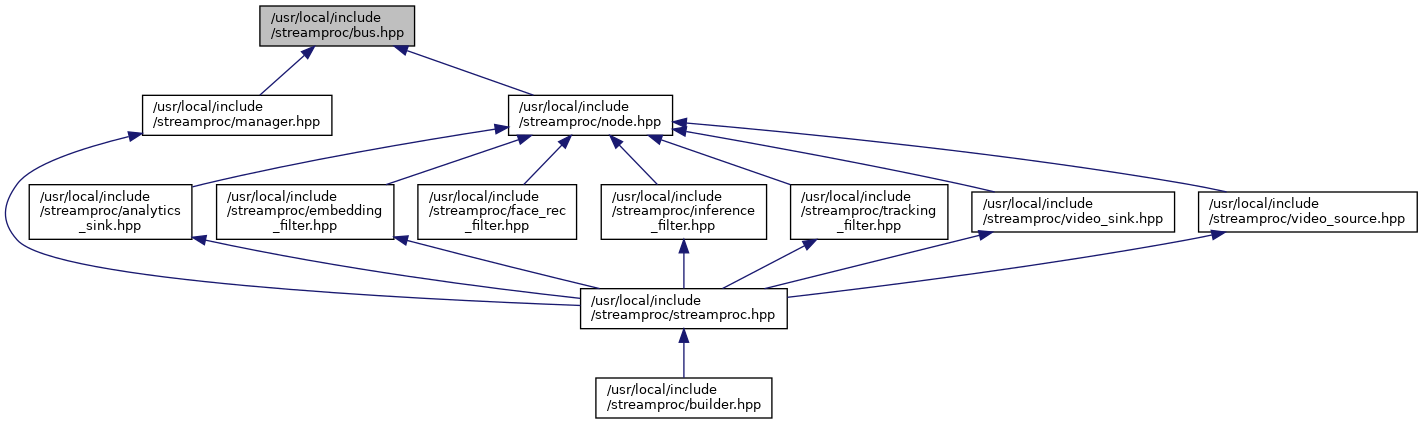 /usr/local/include
/streamproc/bus.hpp
/usr/local/include
/streamproc/manager.hpp
/usr/local/include
/streamproc/node.hpp
/usr/local/include
/streamproc/analytics
_sink.hpp
/usr/local/include
/streamproc/embedding
_filter.hpp
/usr/local/include
/streamproc/face_rec
_filter.hpp
/usr/local/include
/streamproc/inference
_filter.hpp
/usr/local/include
/streamproc/tracking
_filter.hpp
/usr/local/include
/streamproc/video_sink.hpp
/usr/local/include
/streamproc/video_source.hpp
/usr/local/include
/streamproc/streamproc.hpp
/usr/local/include
/streamproc/builder.hpp